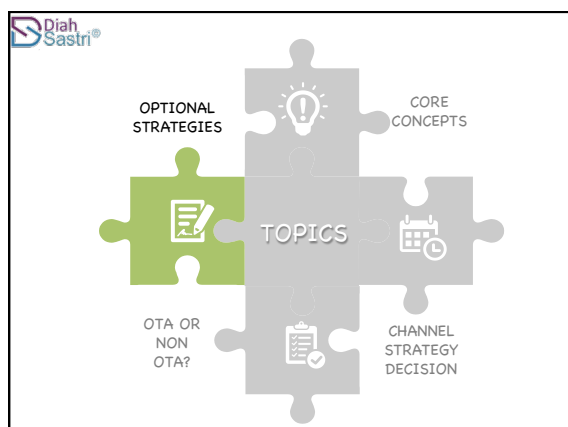 Diah
Sastri®
OPTIONAL
STRATEGIES
CORE
CONCEPTS
TOPICS
OTA OR
NON
OTA?
CHANNEL
STRATEGY
DECISION